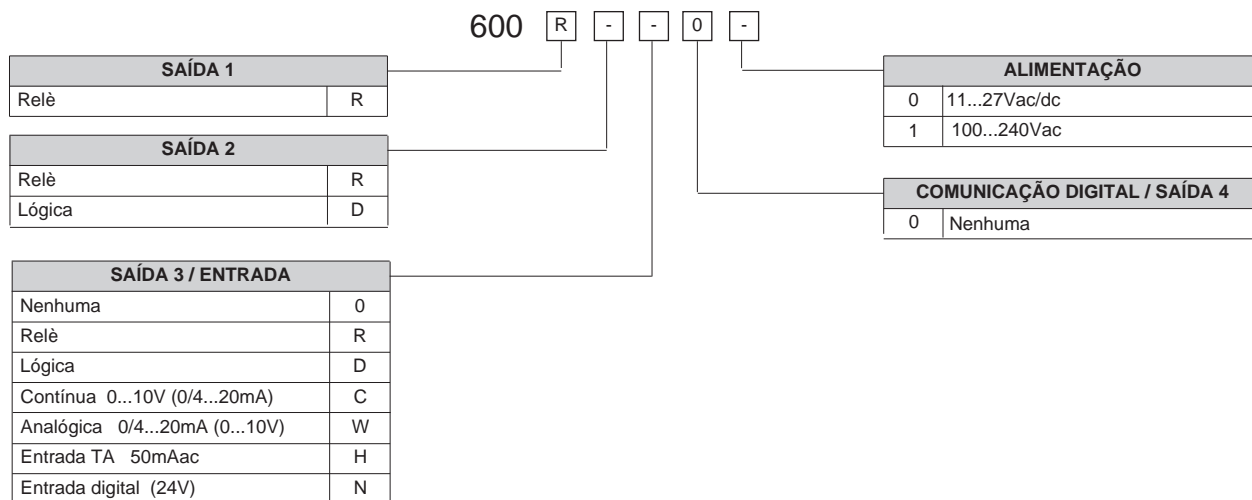 600 R - - 0 -
SAÍDA 1
Relè R
SAÍDA 2
Relè R
Lógica D
SAÍDA 3 / ENTRADA
Nenhuma 0
Relè R
Lógica D
Contínua 0...10V (0/4...20mA) C
Analógica 0/4...20mA (0...10V) W
Entrada TA 50mAac H
Entrada digital (24V) N
ALIMENTAÇÃO
0 11...27Vac/dc
1 100...240Vac
COMUNICAÇÃO DIGITAL / SAÍDA 4
0 Nenhuma